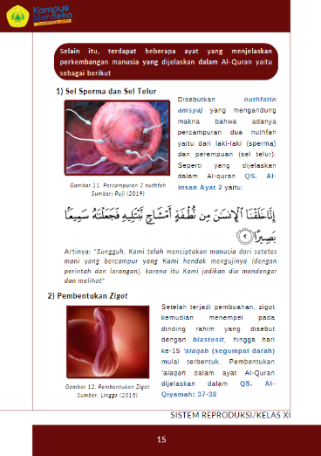 Kampus
Merdeka
Selain itu, terdapat beberapa ayat yang menjelaskan
perkembangan manusia yang dijelaskan dalam Al-Quran yaitu
sebagai berikut
1) Sel Sperma dan Sel Telur
Disebutkan nuthfatin
amsyaj yang mengandung
makna bahwa adanya
percampuran dua nuthfah
yaitu dari laki-laki (sperma)
dan perempuan (sel telur).
Seperti yang dijelaskan
dalam Al-quran QS. Al-
insan Ayat 2 yaitu:
Gambar 11. Percampuran 2 nuthfah
Sumber: Puji (2019)
إِنَّا خَلَقْنَا ٱلْإِنسَٰنَ مِن نُّطْفَةٍ أَمْشَاجٍ نَّبْتَلِيهِ فَجَعَلْنَٰهُ سَمِيعًۢا
بَصِيرًا ٢
Artinya: "Sungguh, Kami telah menciptakan manusia dari setetes
mani yang bercampur yang Kami hendak mengujinya (dengan
perintah dan larangan), karena itu Kami jadikan dia mendengar
dan melihat"
2) Pembentukan Zigot
Setelah terjadi pembuahan, zigot
kemudian menempel pada
dinding rahim yang disebut
dengan blastosit, hingga hari
ke-15 'alaqah (segumpal darah)
mulai terbentuk. Pembentukan
'alaqah dalam ayat Al-Quran
dijelaskan dalam QS. Al-
Qiyamah: 37-38
Gambar 12. Pembentukan Zigot
Sumber: Lingga (2019)
SISTEM REPRODUKSI/KELAS XI
15